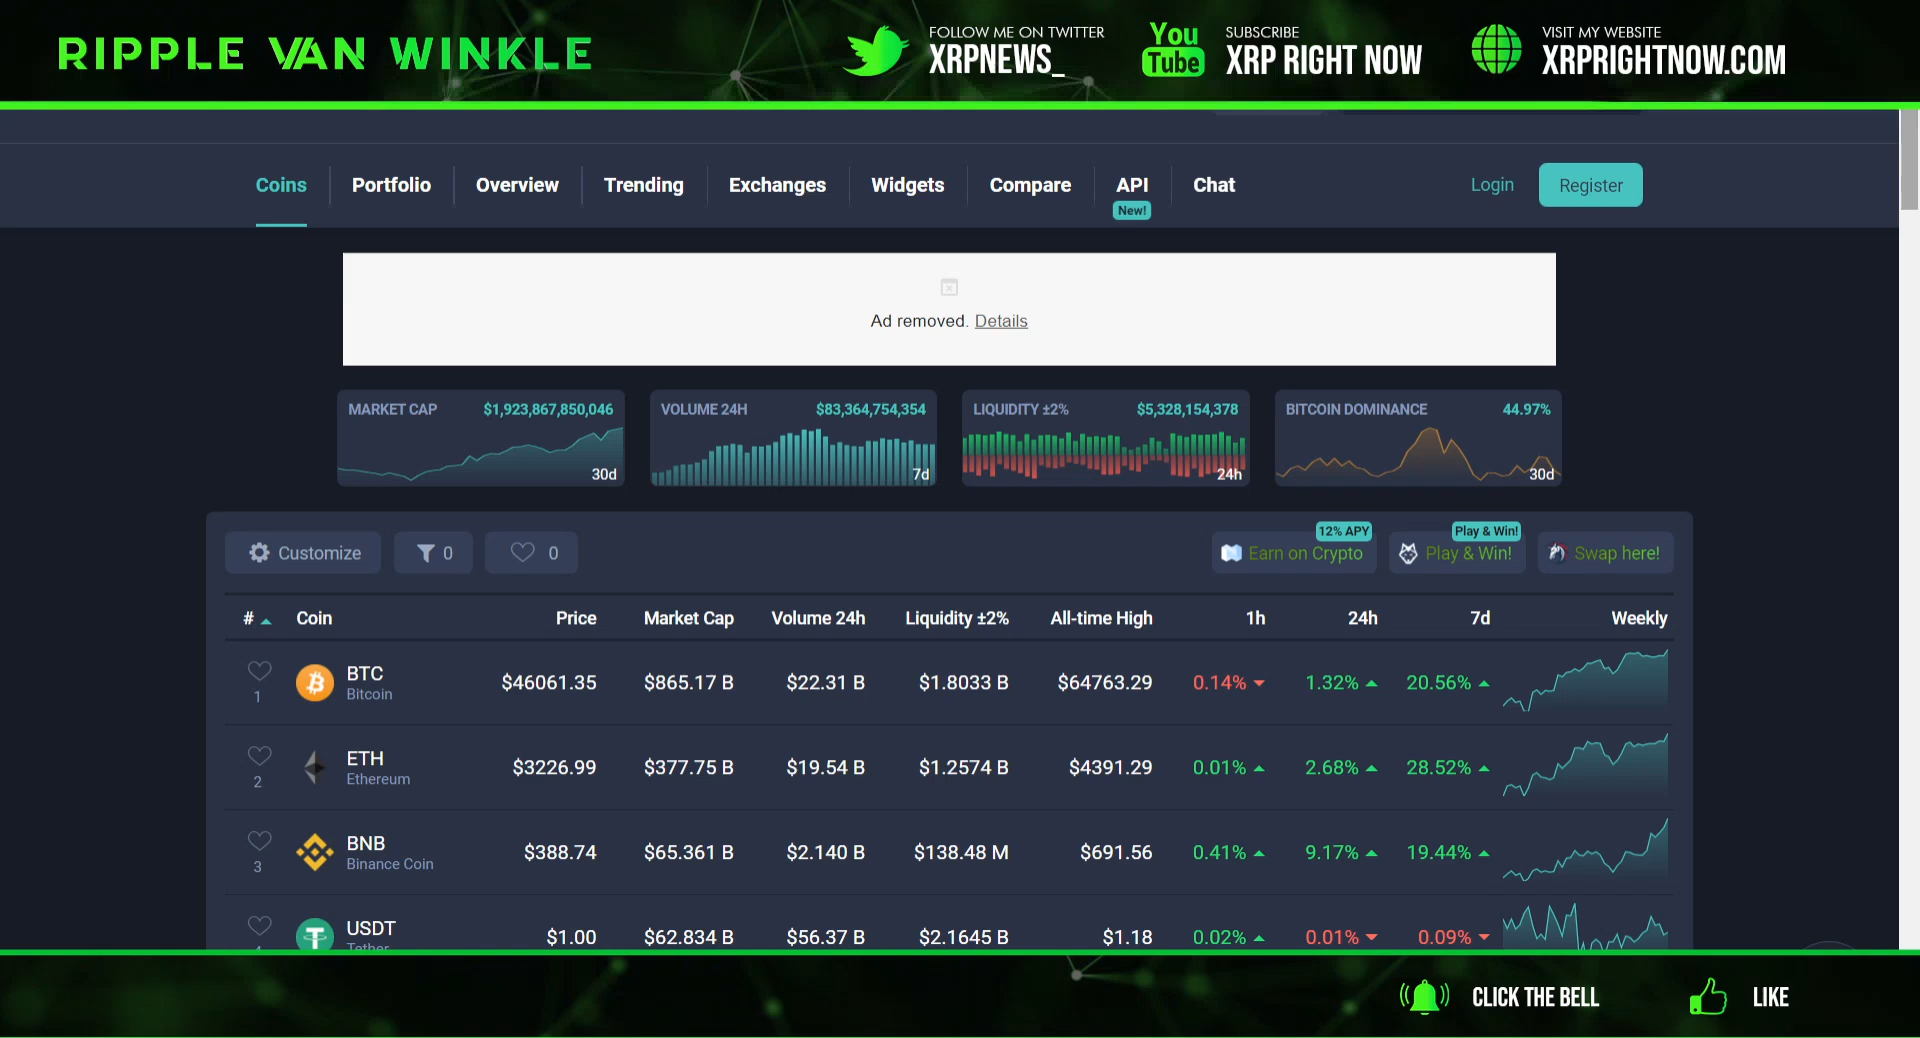 RIPPLE VAN WINKLE
FOLLOW ME ON TWITTER
XRPNEWS_
You
Tube
SUBSCRIBE
XRP RIGHT NOW
VISIT MY WEBSITE
XRPRIGHTNOW.COM
Coins Portfolio Overview Trending Exchanges Widgets Compare API Chat Login Register
New!
Ad removed. Details
MARKET CAP $1,923,867,850,046
30d
VOLUME 24H $83,364,754,354
7d
LIQUIDITY ±2% $5,328,154,378
24h
BITCOIN DOMINANCE 44.97%
30d
Customize 0 0
12% APY
Earn on Crypto
Play & Win!
Play & Win!
Swap here!
# Coin Price Market Cap Volume 24h Liquidity ±2% All-time High 1h 24h 7d Weekly
1 BTC $46061.35 $865.17 B $22.31 B $1.8033 B $64763.29 0.14% 1.32% 20.56%
Bitcoin
2 ETH $3226.99 $377.75 B $19.54 B $1.2574 B $4391.29 0.01% 2.68% 28.52%
Ethereum
3 BNB $388.74 $65.361 B $2.140 B $138.48 M $691.56 0.41% 9.17% 19.44%
Binance Coin
USDT $1.00 $62.834 B $56.37 B $2.1645 B $1.18 0.02% 0.01% 0.09%
Tether
CLICK THE BELL
LIKE